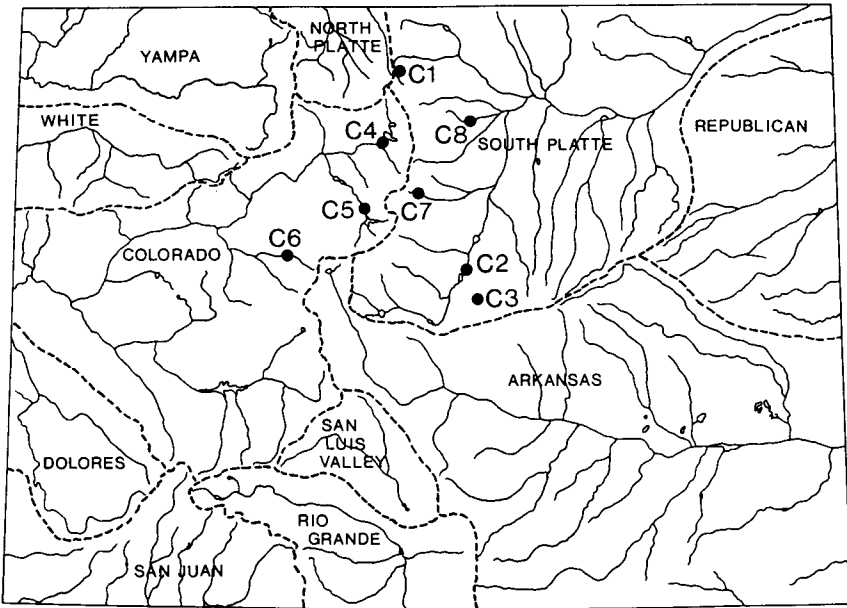 NORTH
PLATTE
YAMPA
C1
WHITE
C4
C8
REPUBLICAN
SOUTH PLATTE
C5
C7
COLORADO
C6
C2
C3
ARKANSAS
SAN
LUIS
VALLEY
DOLORES
RIO
GRANDE
SAN JUAN